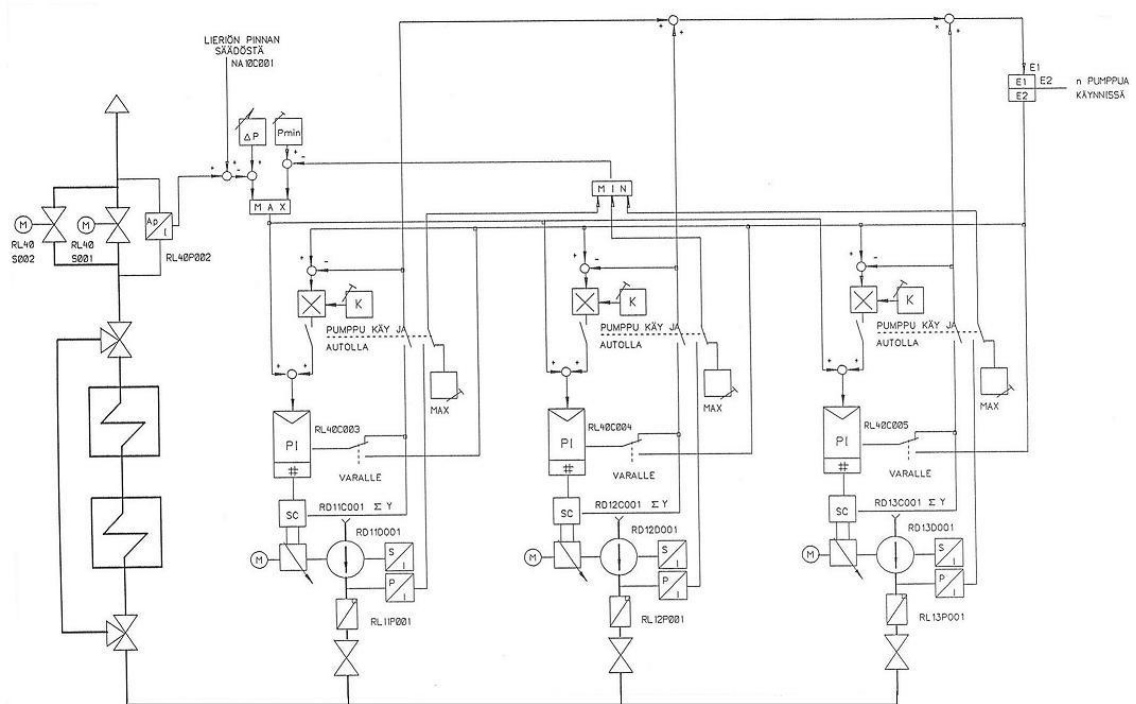 LIERIÖN PINNAN
SÄÄDÖSTÄ
NA10C001
E1
E1
E2
E2
n PUMPPUA
KÄYNNISSÄ
ΔP
Pmin
MAX
MIN
M
M
RL40
S002
RL40
S001
Δp
I
RL40P002
K
K
K
PUMPPU KÄY JA
AUTOLLA
PUMPPU KÄY JA
AUTOLLA
PUMPPU KÄY JA
AUTOLLA
MAX
MAX
MAX
PI
#
RL40C003
PI
#
RL40C004
PI
#
RL40C005
VARALLE
VARALLE
VARALLE
SC
RD11C001 ΣY
SC
RD12C001 ΣY
SC
RD13C001 ΣY
RD11D001
RD12D001
RD13D001
M
S
I
M
S
I
M
S
I
P
I
P
I
P
I
RL11P001
RL12P001
RL13P001